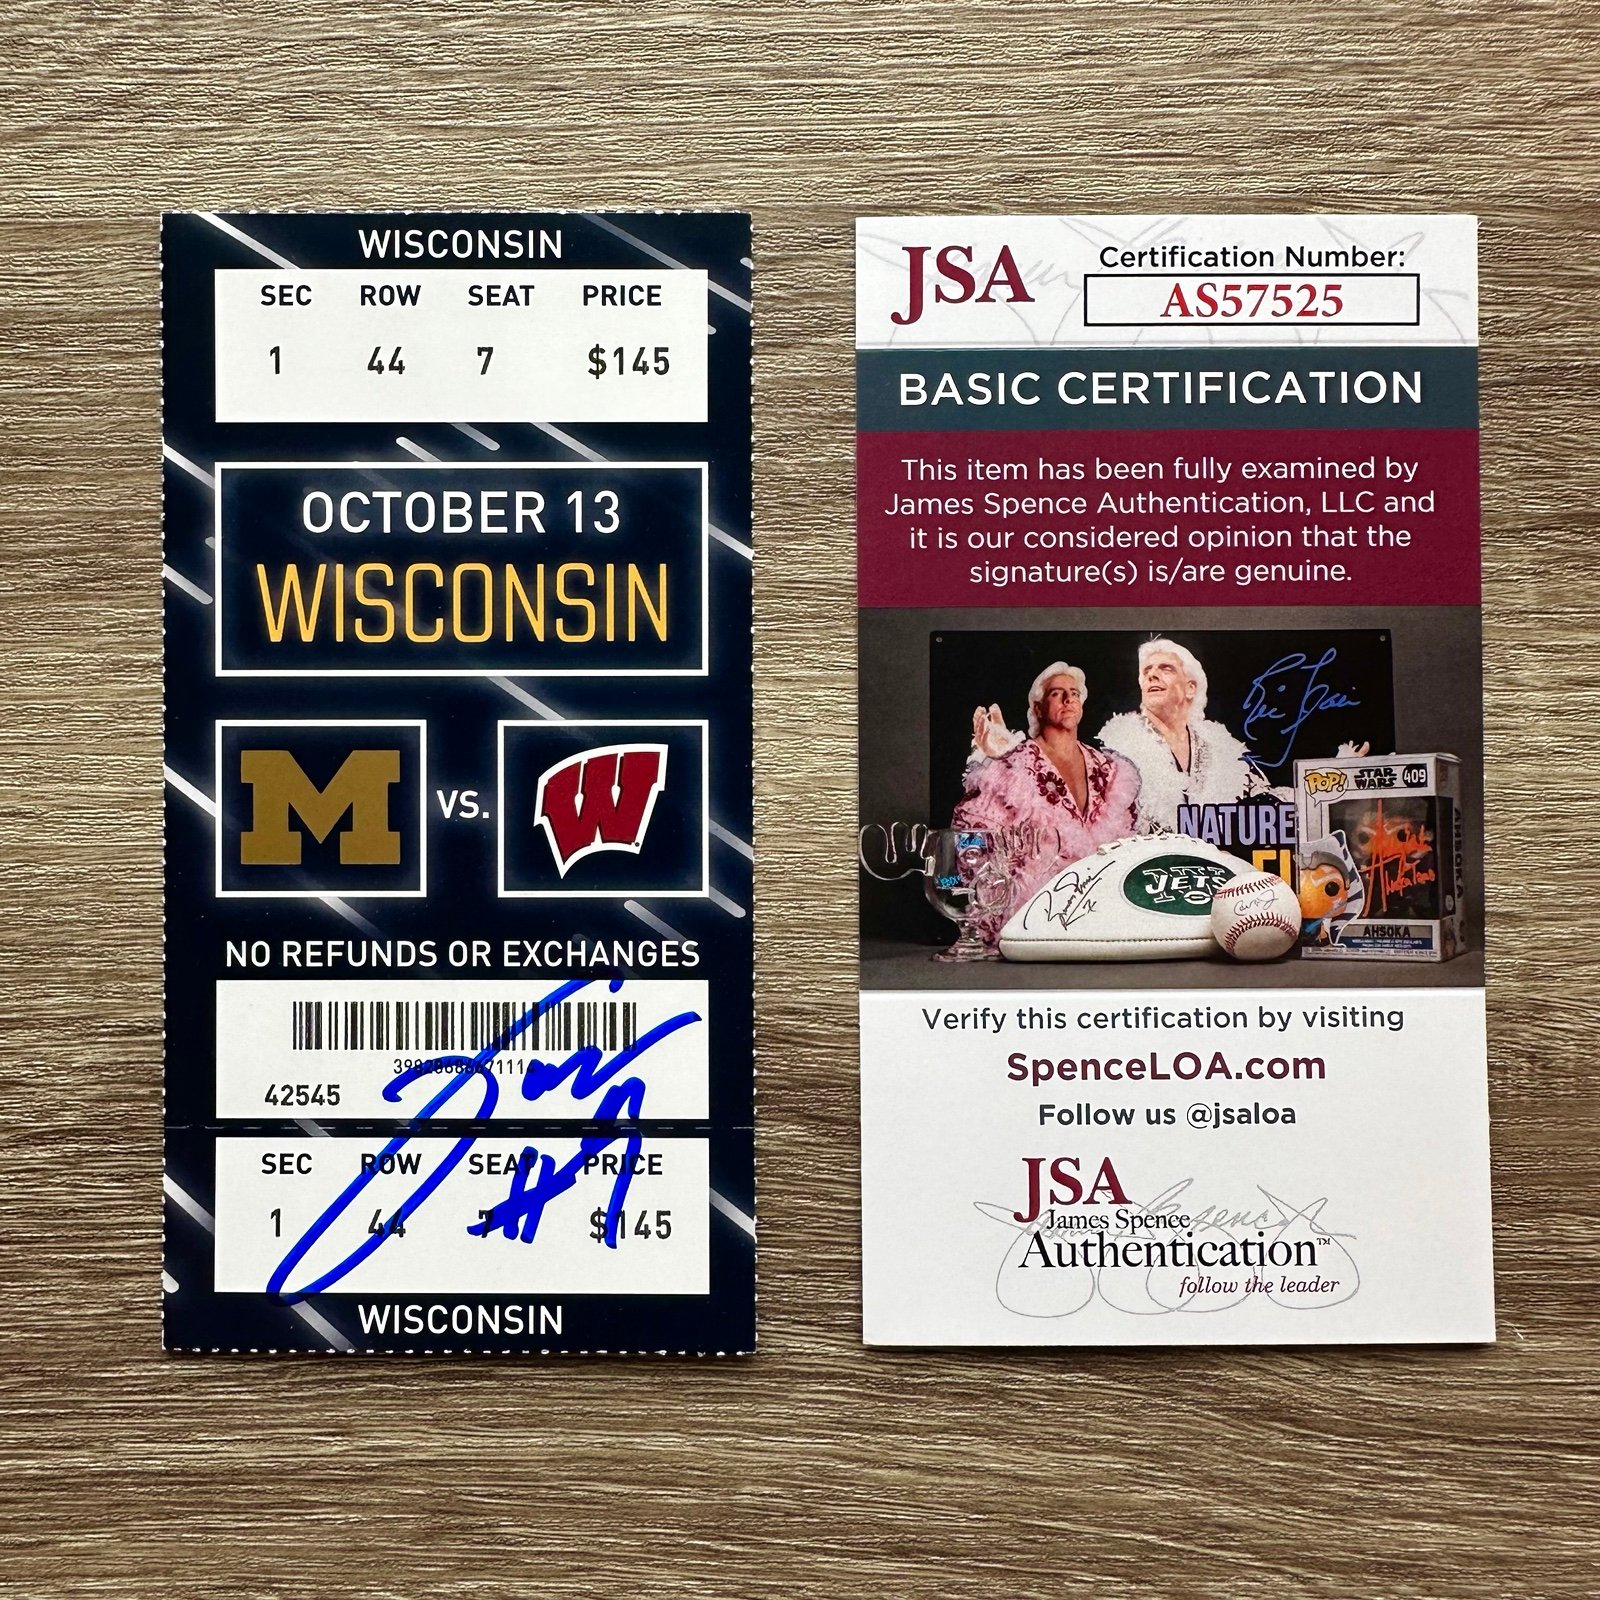 WISCONSIN
SEC ROW SEAT PRICE
1 44 7 $145
OCTOBER 13
WISCONSIN
M VS. W
NO REFUNDS OR EXCHANGES
42545
SEC ROW SEAT PRICE
1 44 7 $145
WISCONSIN
JSA
Certification Number:
AS57525
BASIC CERTIFICATION
This item has been fully examined by
James Spence Authentication, LLC and
it is our considered opinion that the
signature(s) is/are genuine.
NATURE
POP! STAR WARS 409
JETS
AHSOKA
Verify this certification by visiting
SpenceLOA.com
Follow us @jsaloa
JSA
James Spence
Authentication™
follow the leader